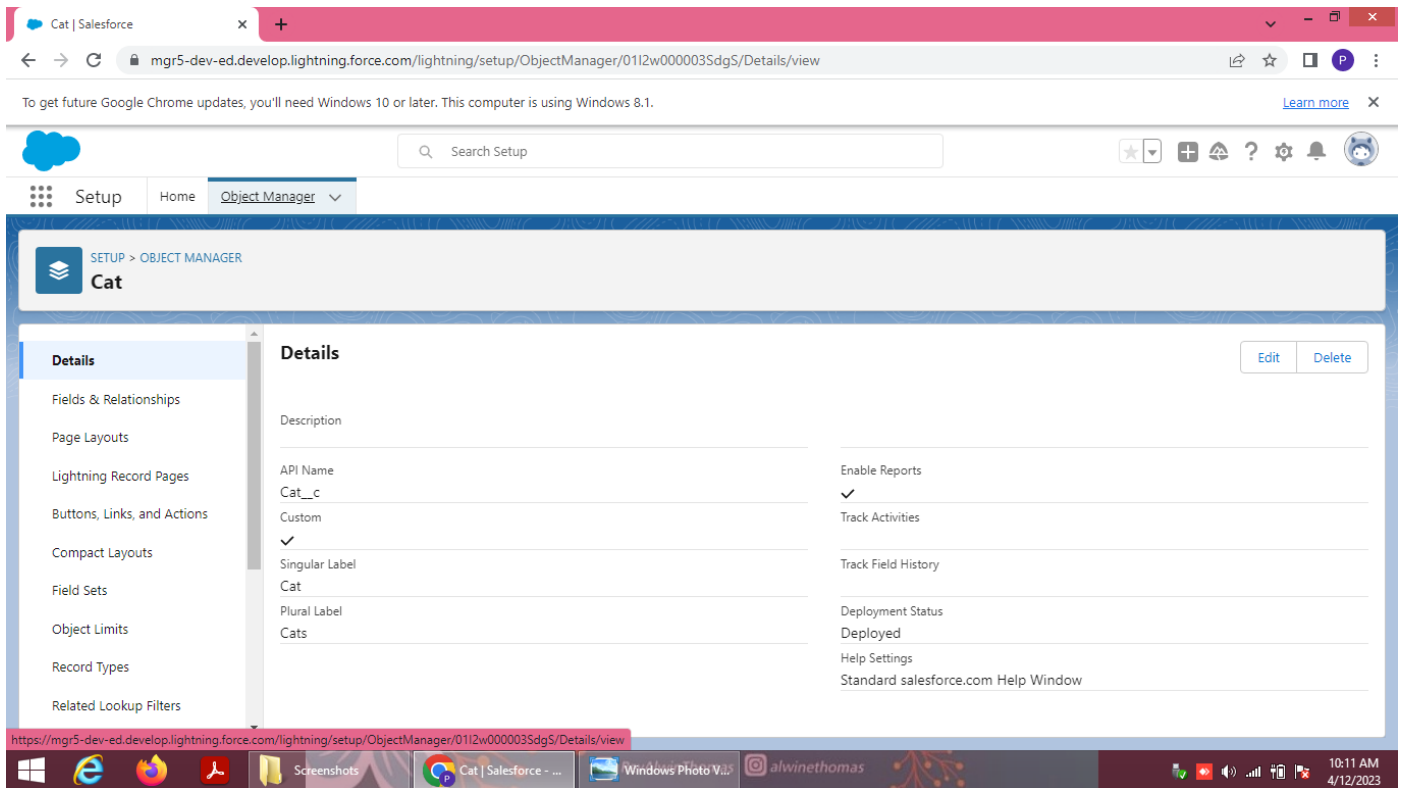 Cat | Salesforce
mgr5-dev-ed.develop.lightning.force.com/lightning/setup/ObjectManager/01I2w000003SdgS/Details/view
P
To get future Google Chrome updates, you'll need Windows 10 or later. This computer is using Windows 8.1.
Learn more
Search Setup
Setup
Home
Object Manager
SETUP > OBJECT MANAGER
Cat
Details
Fields & Relationships
Page Layouts
Lightning Record Pages
Buttons, Links, and Actions
Compact Layouts
Field Sets
Object Limits
Record Types
Related Lookup Filters
Details
Edit
Delete
Description
API Name
Cat__c
Custom
Singular Label
Cat
Plural Label
Cats
Enable Reports
Track Activities
Track Field History
Deployment Status
Deployed
Help Settings
Standard salesforce.com Help Window
https://mgr5-dev-ed.develop.lightning.force.com/lightning/setup/ObjectManager/01I2w000003SdgS/Details/view
Screenshots
Cat | Salesforce - ...
Windows Photo V...
alwinethomas
10:11 AM
4/12/2023